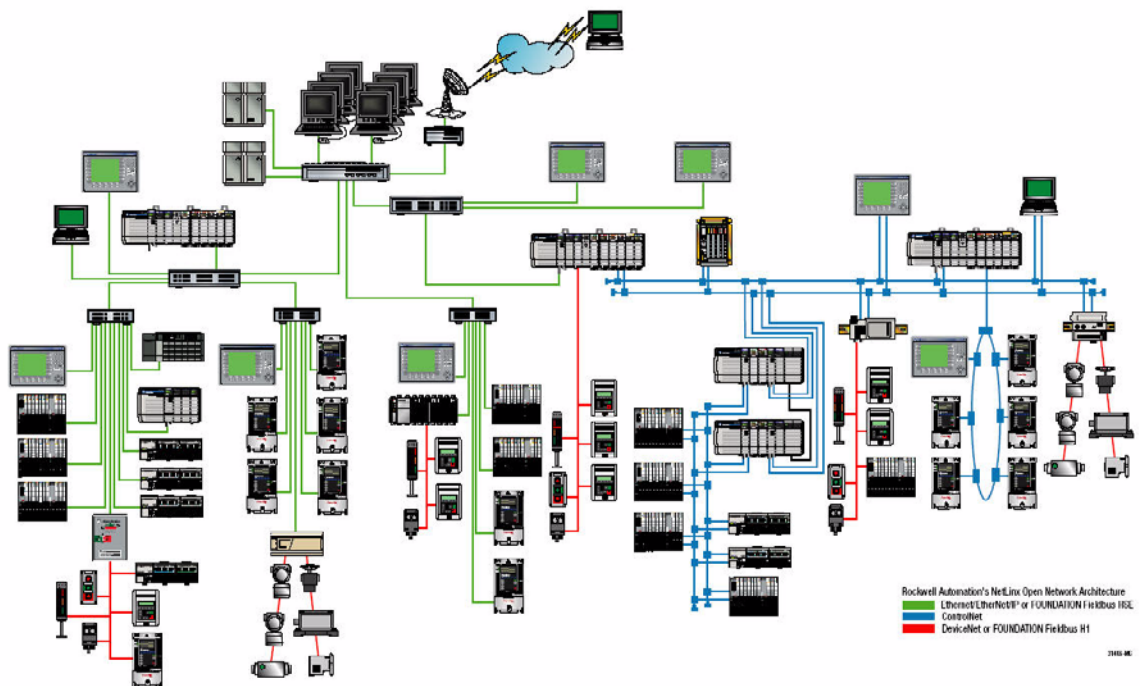 Rockwell Automation's NetLinx Open Network Architecture
Ethernet/EtherNet/IP or FOUNDATION Fieldbus HSE
ControlNet
DeviceNet or FOUNDATION Fieldbus H1